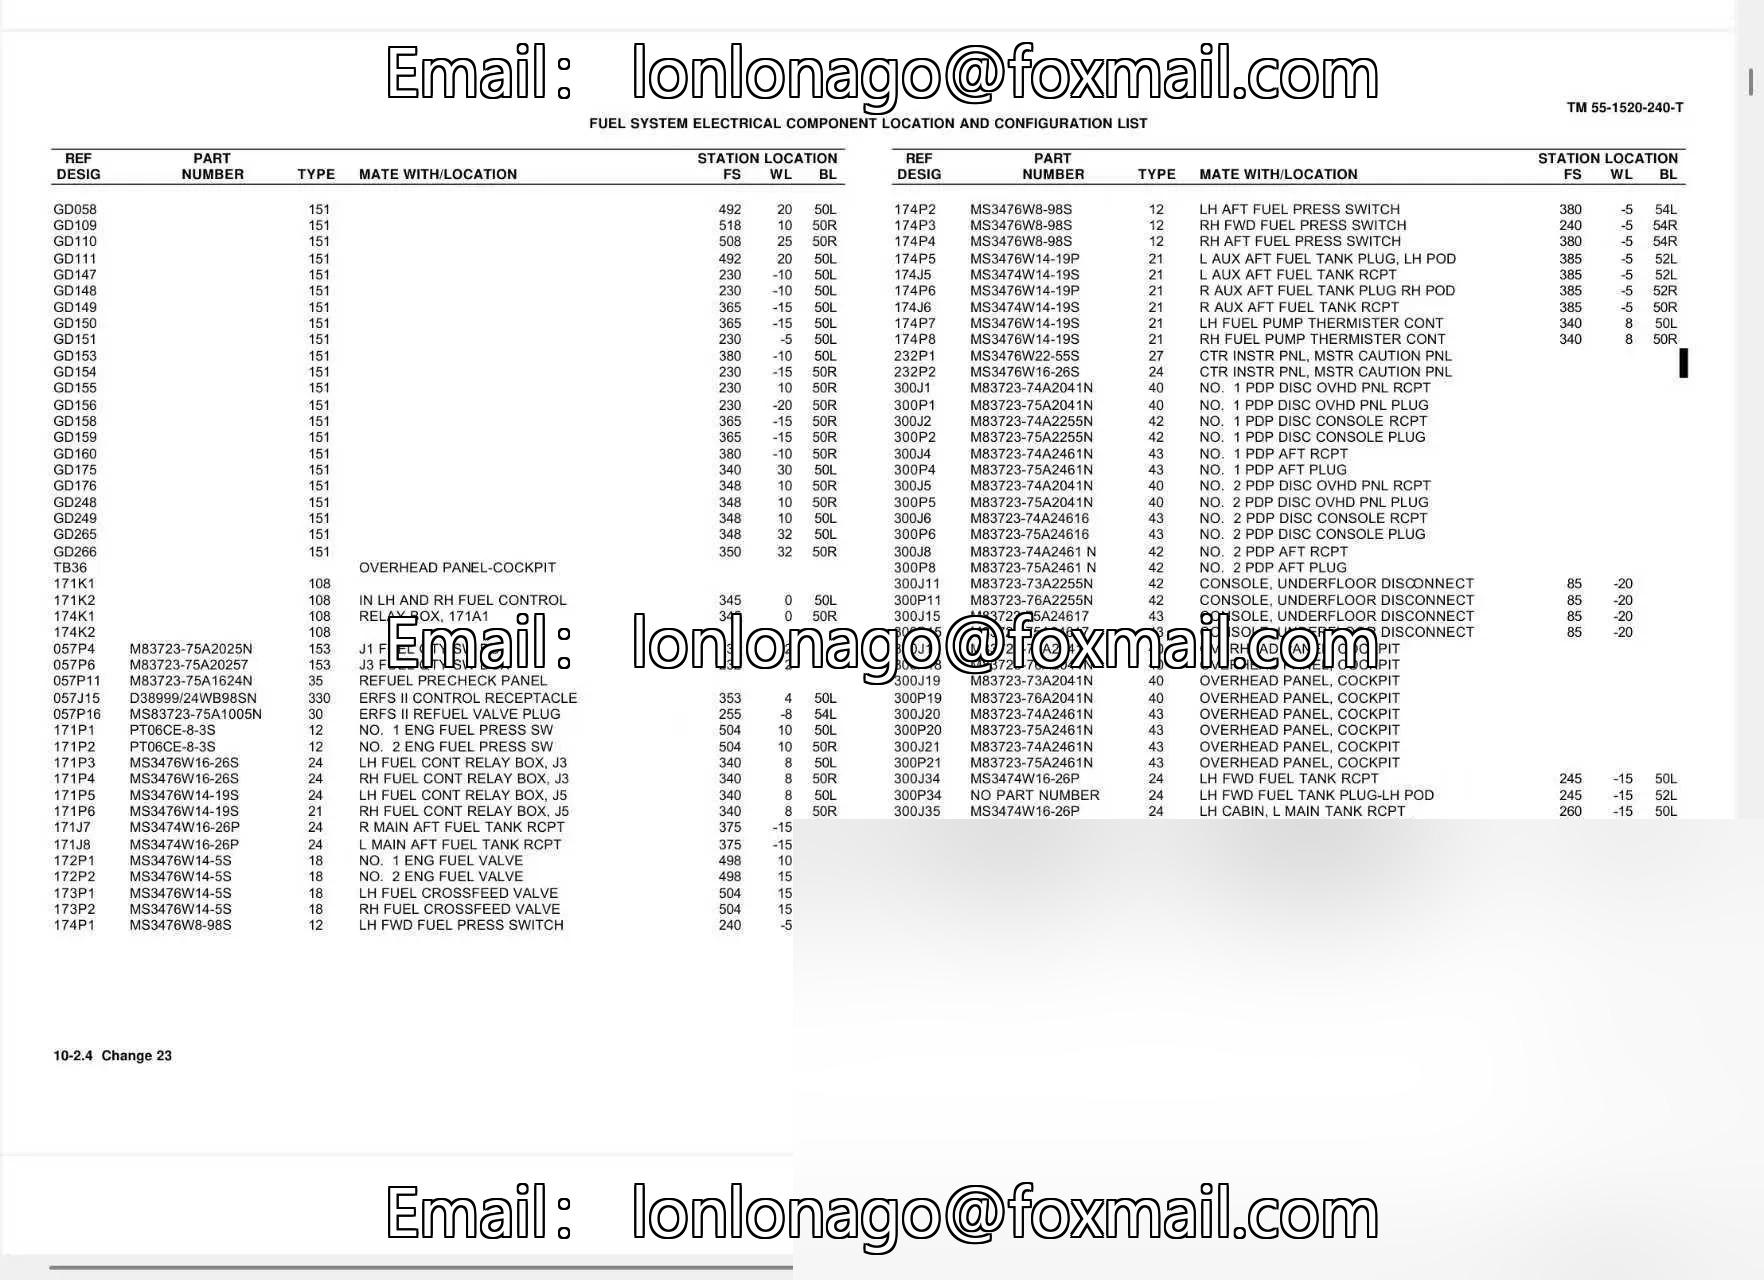 Email： lonlonago@foxmail.com
TM 55-1520-240-T
FUEL SYSTEM ELECTRICAL COMPONENT LOCATION AND CONFIGURATION LIST
REF PART STATION LOCATION
DESIG NUMBER TYPE MATE WITH/LOCATION FS WL BL
GD058 151 492 20 50L
GD109 151 518 10 50R
GD110 151 508 25 50R
GD111 151 492 20 50L
GD147 151 230 -10 50L
GD148 151 230 -10 50L
GD149 151 365 -15 50L
GD150 151 365 -15 50L
GD151 151 230 -5 50L
GD153 151 380 -10 50L
GD154 151 230 -15 50R
GD155 151 230 10 50R
GD156 151 230 -20 50R
GD158 151 365 -15 50R
GD159 151 365 -15 50R
GD160 151 380 -10 50R
GD175 151 340 30 50L
GD176 151 348 10 50R
GD248 151 348 10 50R
GD249 151 348 10 50L
GD265 151 348 32 50L
GD266 151 350 32 50R
TB36 OVERHEAD PANEL-COCKPIT
171K1 108
171K2 108 IN LH AND RH FUEL CONTROL 345 0 50L
174K1 108 RELAY BOX, 171A1 0 50R
174K2 108
057P4 M83723-75A2025N 153 J1
057P6 M83723-75A20257 153 J3
057P11 M83723-75A1624N 35 REFUEL PRECHECK PANEL
057J15 D38999/24WB98SN 330 ERFS II CONTROL RECEPTACLE 353 4 50L
057P16 MS83723-75A1005N 30 ERFS II REFUEL VALVE PLUG 255 -8 54L
171P1 PT06CE-8-3S 12 NO. 1 ENG FUEL PRESS SW 504 10 50L
171P2 PT06CE-8-3S 12 NO. 2 ENG FUEL PRESS SW 504 10 50R
171P3 MS3476W16-26S 24 LH FUEL CONT RELAY BOX, J3 340 8 50L
171P4 MS3476W16-26S 24 RH FUEL CONT RELAY BOX, J3 340 8 50R
171P5 MS3476W14-19S 24 LH FUEL CONT RELAY BOX, J5 340 8 50L
171P6 MS3476W14-19S 21 RH FUEL CONT RELAY BOX, J5 340 8 50R
171J7 MS3474W16-26P 24 R MAIN AFT FUEL TANK RCPT 375 -15
171J8 MS3474W16-26P 24 L MAIN AFT FUEL TANK RCPT 375 -15
172P1 MS3476W14-5S 18 NO. 1 ENG FUEL VALVE 498 10
172P2 MS3476W14-5S 18 NO. 2 ENG FUEL VALVE 498 15
173P1 MS3476W14-5S 18 LH FUEL CROSSFEED VALVE 504 15
173P2 MS3476W14-5S 18 RH FUEL CROSSFEED VALVE 504 15
174P1 MS3476W8-98S 12 LH FWD FUEL PRESS SWITCH 240 -5
REF PART STATION LOCATION
DESIG NUMBER TYPE MATE WITH/LOCATION FS WL BL
174P2 MS3476W8-98S 12 LH AFT FUEL PRESS SWITCH 380 -5 54L
174P3 MS3476W8-98S 12 RH FWD FUEL PRESS SWITCH 240 -5 54R
174P4 MS3476W8-98S 12 RH AFT FUEL PRESS SWITCH 380 -5 54R
174P5 MS3476W14-19P 21 L AUX AFT FUEL TANK PLUG, LH POD 385 -5 52L
174J5 MS3474W14-19S 21 L AUX AFT FUEL TANK RCPT 385 -5 52L
174P6 MS3476W14-19P 21 R AUX AFT FUEL TANK PLUG RH POD 385 -5 52R
174J6 MS3474W14-19S 21 R AUX AFT FUEL TANK RCPT 385 -5 50R
174P7 MS3476W14-19S 21 LH FUEL PUMP THERMISTER CONT 340 8 50L
174P8 MS3476W14-19S 21 RH FUEL PUMP THERMISTER CONT 340 8 50R
232P1 MS3476W22-55S 27 CTR INSTR PNL, MSTR CAUTION PNL
232P2 MS3476W16-26S 24 CTR INSTR PNL, MSTR CAUTION PNL
300J1 M83723-74A2041N 40 NO. 1 PDP DISC OVHD PNL RCPT
300P1 M83723-75A2041N 40 NO. 1 PDP DISC OVHD PNL PLUG
300J2 M83723-74A2255N 42 NO. 1 PDP DISC CONSOLE RCPT
300P2 M83723-75A2255N 42 NO. 1 PDP DISC CONSOLE PLUG
300J4 M83723-74A2461N 43 NO. 1 PDP AFT RCPT
300P4 M83723-75A2461N 43 NO. 1 PDP AFT PLUG
300J5 M83723-74A2041N 40 NO. 2 PDP DISC OVHD PNL RCPT
300P5 M83723-75A2041N 40 NO. 2 PDP DISC OVHD PNL PLUG
300J6 M83723-74A24616 43 NO. 2 PDP DISC CONSOLE RCPT
300P6 M83723-75A24616 43 NO. 2 PDP DISC CONSOLE PLUG
300J8 M83723-74A2461 N 42 NO. 2 PDP AFT RCPT
300P8 M83723-75A2461 N 42 NO. 2 PDP AFT PLUG
300J11 M83723-73A2255N 42 CONSOLE, UNDERFLOOR DISCONNECT 85 -20
300P11 M83723-76A2255N 42 CONSOLE, UNDERFLOOR DISCONNECT 85 -20
300J15 CONSOLE, UNDERFLOOR DISCONNECT 85 -20
DISCONNECT 85 -20
Email： lonlonago@foxmail.com
300J19 M83723-73A2041N 40 OVERHEAD PANEL, COCKPIT
300P19 M83723-76A2041N 40 OVERHEAD PANEL, COCKPIT
300J20 M83723-74A2461N 43 OVERHEAD PANEL, COCKPIT
300P20 M83723-75A2461N 43 OVERHEAD PANEL, COCKPIT
300J21 M83723-74A2461N 43 OVERHEAD PANEL, COCKPIT
300P21 M83723-75A2461N 43 OVERHEAD PANEL, COCKPIT
300J34 MS3474W16-26P 24 LH FWD FUEL TANK RCPT 245 -15 50L
300P34 NO PART NUMBER 24 LH FWD FUEL TANK PLUG-LH POD 245 -15 52L
300J35 MS3474W16-26P 24 LH CABIN, L MAIN TANK RCPT 260 -15 50L
10-2.4 Change 23
Email： lonlonago@foxmail.com